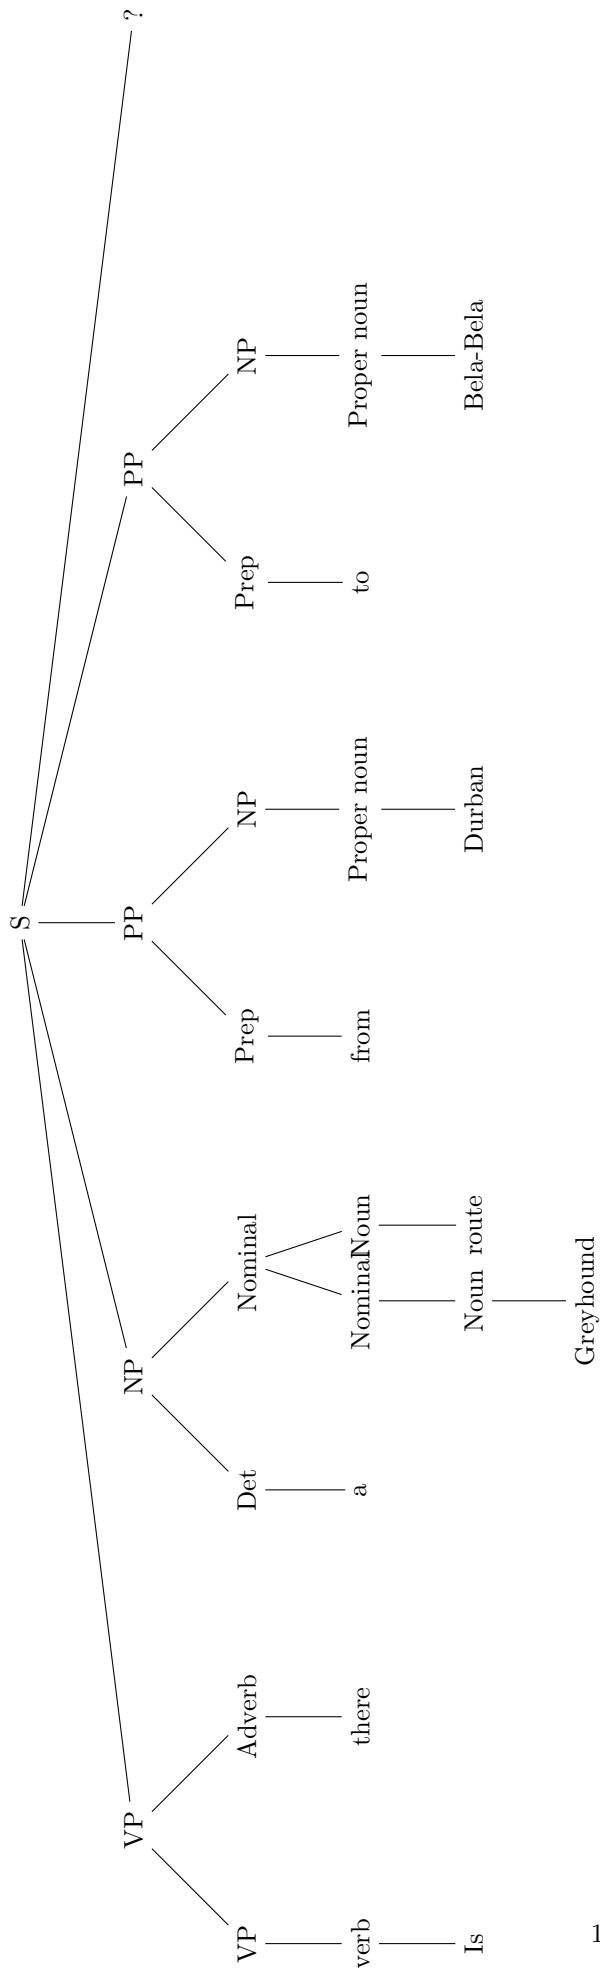 S
VP NP PP PP ?
VP Adverb Det Nominal Prep NP Prep NP
verb there a Nominal Noun from Proper noun to Proper noun
Is Noun route Durban Bela-Bela
Greyhound
1